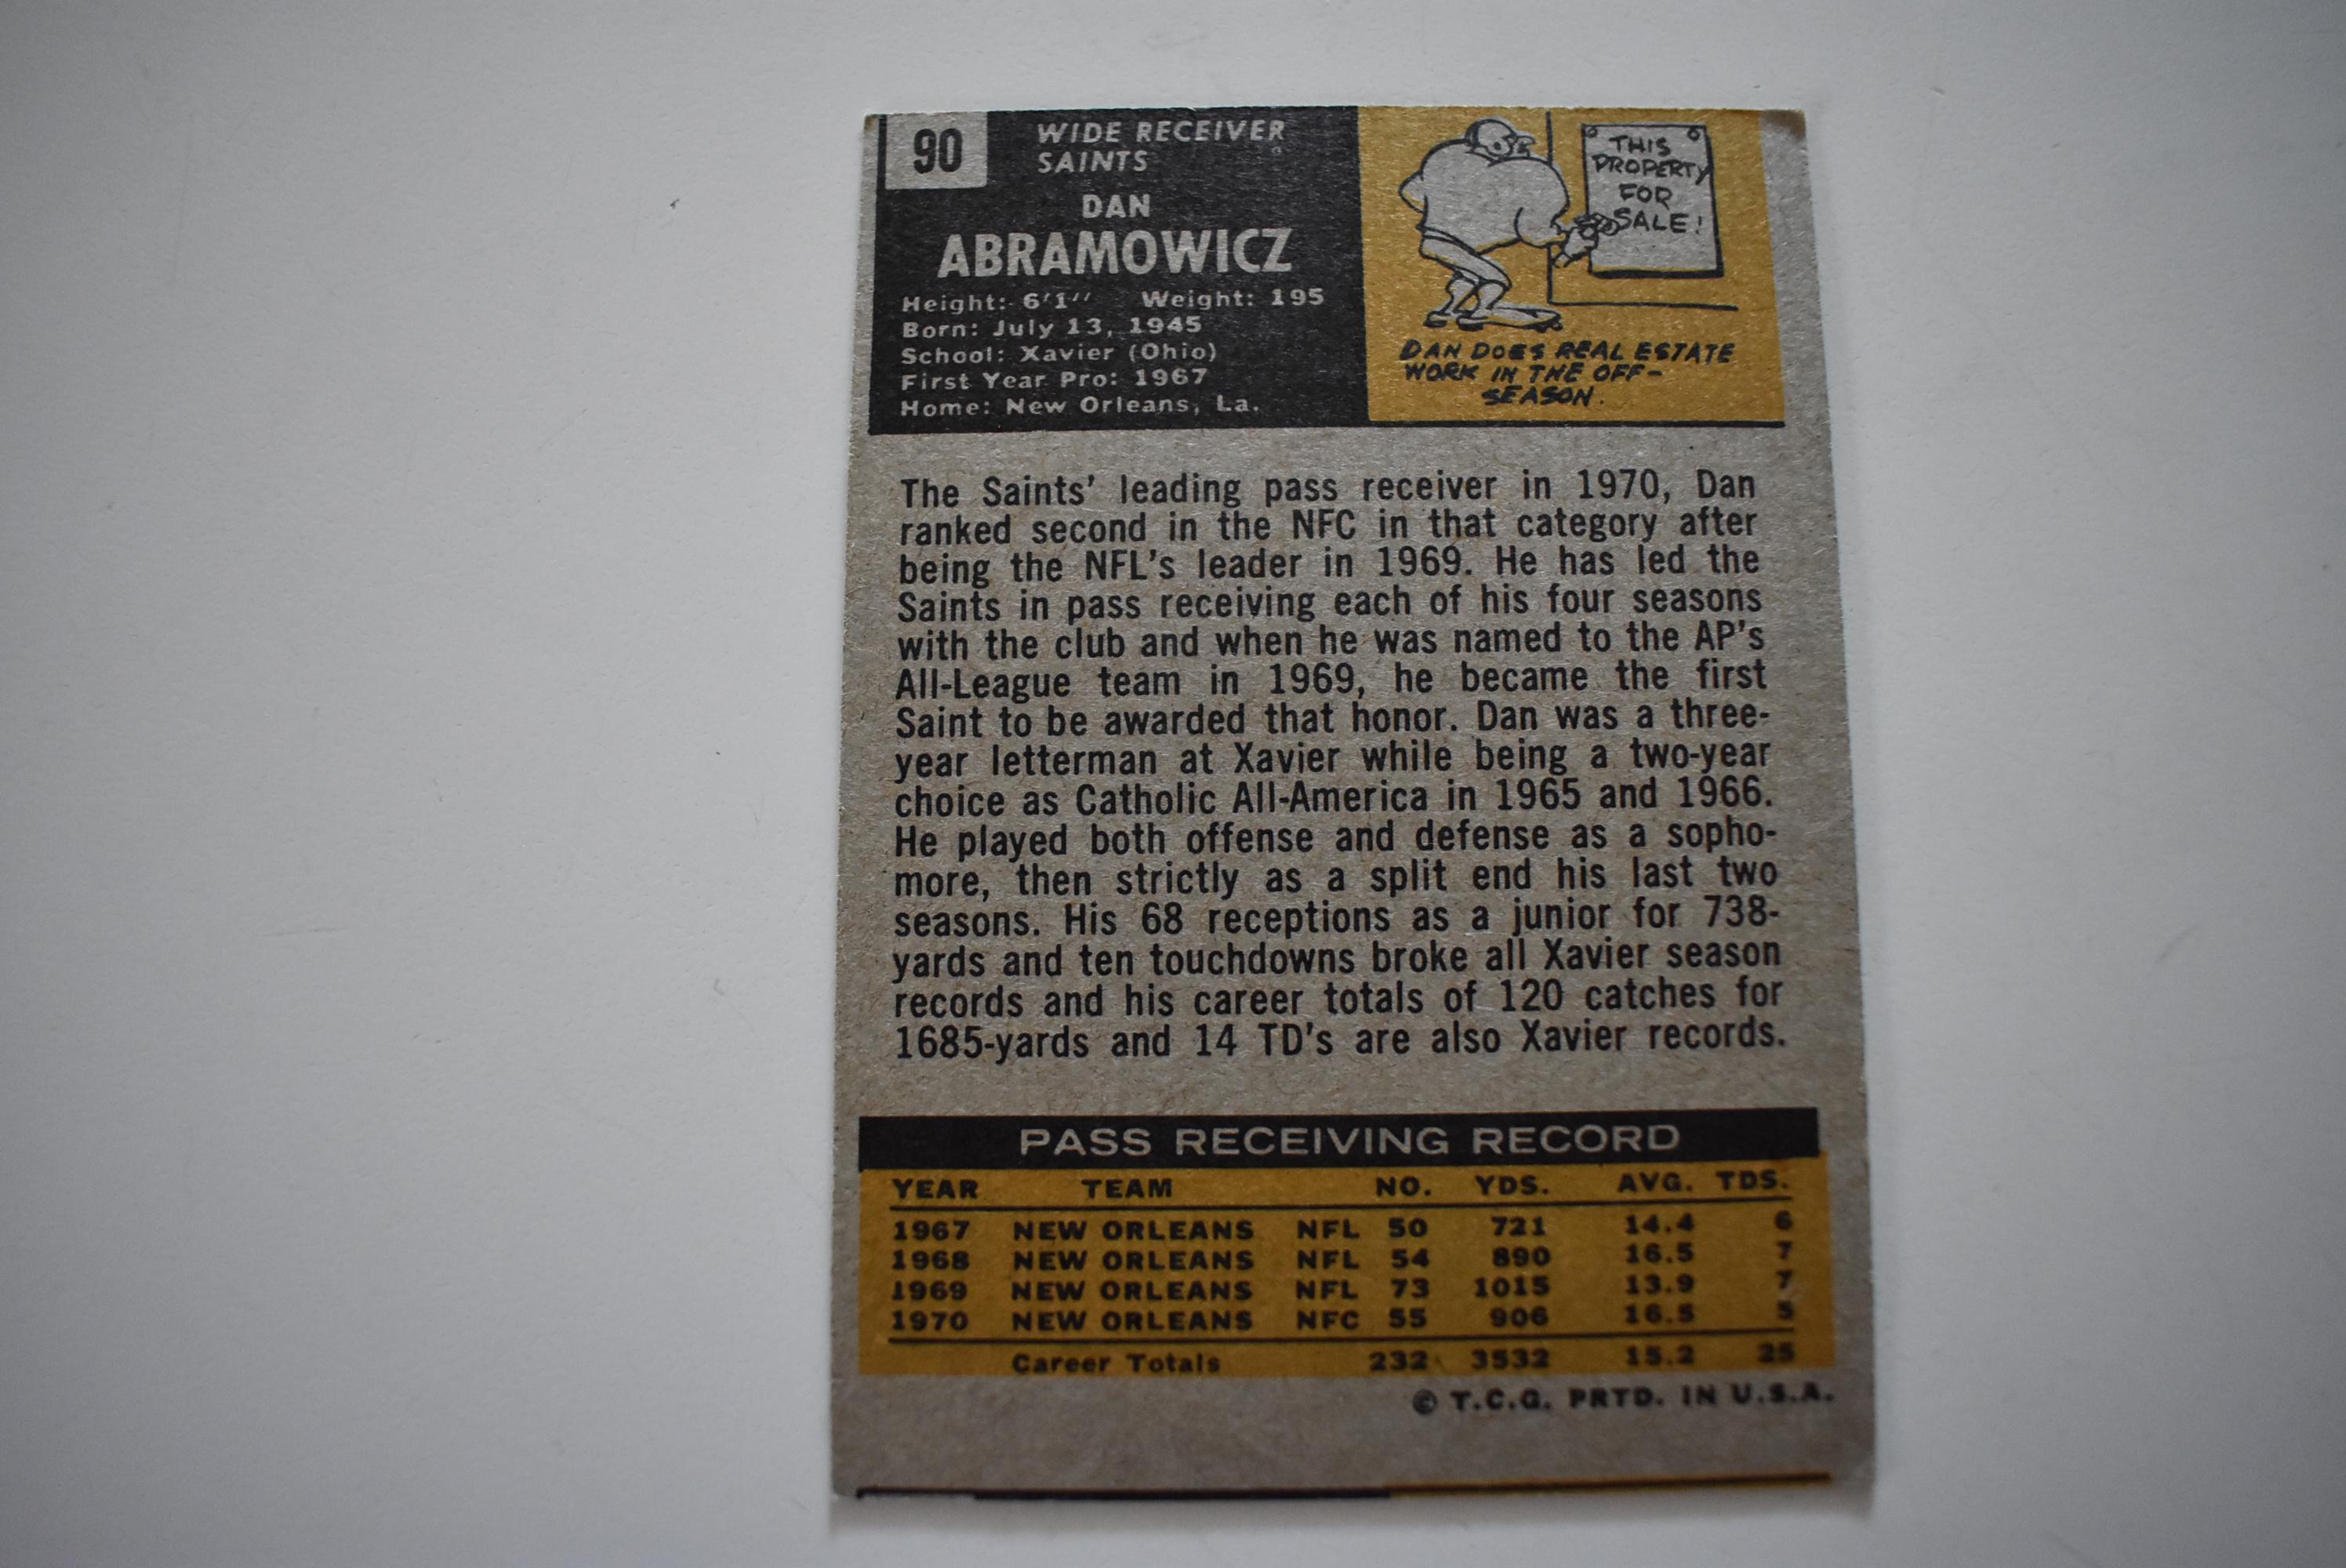 90
WIDE RECEIVER
SAINTS
DAN
ABRAMOWICZ
Height: 6'1" Weight: 195
Born: July 13, 1945
School: Xavier (Ohio)
First Year Pro: 1967
Home: New Orleans, La.
THIS
PROPERTY
FOR
SALE!
DAN DOES REAL ESTATE
WORK IN THE OFF-
SEASON.
The Saints' leading pass receiver in 1970, Dan
ranked second in the NFC in that category after
being the NFL's leader in 1969. He has led the
Saints in pass receiving each of his four seasons
with the club and when he was named to the AP's
All-League team in 1969, he became the first
Saint to be awarded that honor. Dan was a three-
year letterman at Xavier while being a two-year
choice as Catholic All-America in 1965 and 1966.
He played both offense and defense as a sopho-
more, then strictly as a split end his last two
seasons. His 68 receptions as a junior for 738-
yards and ten touchdowns broke all Xavier season
records and his career totals of 120 catches for
1685-yards and 14 TD's are also Xavier records.
PASS RECEIVING RECORD
YEAR TEAM NO. YDS. AVG. TDS.
1967 NEW ORLEANS NFL 50 721 14.4 6
1968 NEW ORLEANS NFL 54 890 16.5 7
1969 NEW ORLEANS NFL 73 1015 13.9 7
1970 NEW ORLEANS NFC 55 906 16.5 5
Career Totals 232 3532 15.2 25
© T.C.G. PRTD. IN U.S.A.